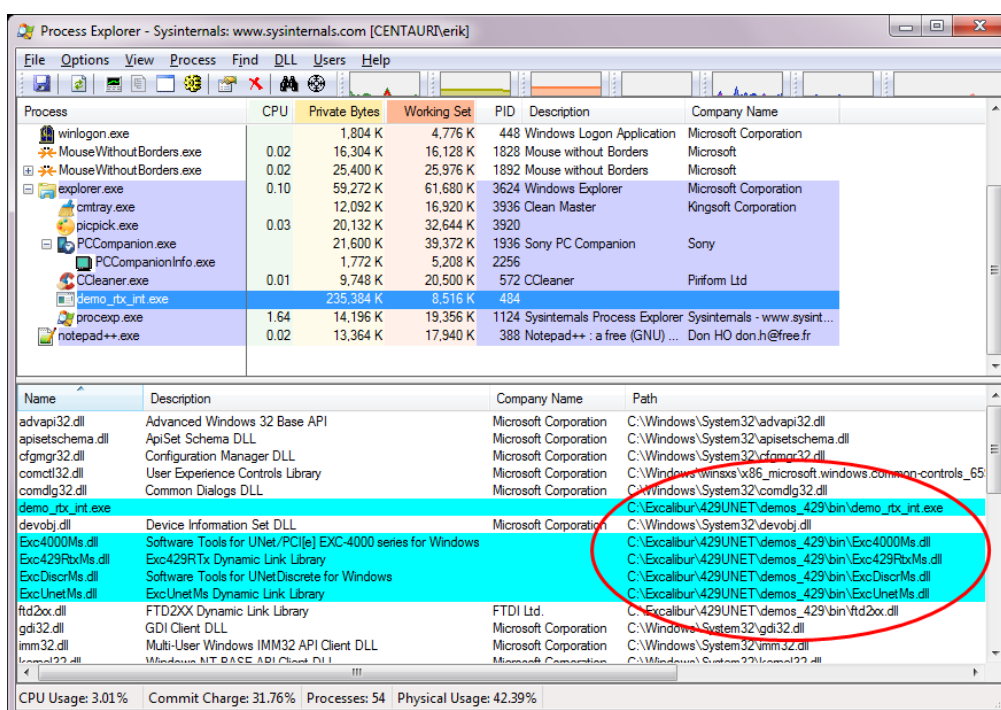 Process Explorer - Sysinternals: www.sysinternals.com [CENTAURI\erik]
File Options View Process Find DLL Users Help
Process CPU Private Bytes Working Set PID Description Company Name
winlogon.exe 1,804 K 4,776 K 448 Windows Logon Application Microsoft Corporation
MouseWithoutBorders.exe 0.02 16,304 K 16,128 K 1828 Mouse without Borders Microsoft
MouseWithoutBorders.exe 0.02 25,400 K 25,976 K 1892 Mouse without Borders Microsoft
explorer.exe 0.10 59,272 K 61,680 K 3624 Windows Explorer Microsoft Corporation
cmtray.exe 12,092 K 16,920 K 3936 Clean Master Kingsoft Corporation
picpick.exe 0.03 20,132 K 32,644 K 3920
PCCompanion.exe 21,600 K 39,372 K 1936 Sony PC Companion Sony
PCCompanionInfo.exe 1,772 K 5,208 K 2256
CCleaner.exe 0.01 9,748 K 20,500 K 572 CCleaner Piriform Ltd
demo_rtx_int.exe 235,384 K 8,516 K 484
procexp.exe 1.64 14,196 K 19,356 K 1124 Sysinternals Process Explorer Sysinternals - www.sysint...
notepad++.exe 0.02 13,364 K 17,940 K 388 Notepad++ : a free (GNU) ... Don HO don.h@free.fr
Name Description Company Name Path
advapi32.dll Advanced Windows 32 Base API Microsoft Corporation C:\Windows\System32\advapi32.dll
apisetschema.dll ApiSet Schema DLL Microsoft Corporation C:\Windows\System32\apisetschema.dll
cfgmgr32.dll Configuration Manager DLL Microsoft Corporation C:\Windows\System32\cfgmgr32.dll
comctl32.dll User Experience Controls Library Microsoft Corporation C:\Windows\winsxs\x86_microsoft.windows.common-controls_65
comdlg32.dll Common Dialogs DLL Microsoft Corporation C:\Windows\System32\comdlg32.dll
demo_rtx_int.exe C:\Excalibur\429UNET\demos_429\bin\demo_rtx_int.exe
devobj.dll Device Information Set DLL Microsoft Corporation C:\Windows\System32\devobj.dll
Exc4000Ms.dll Software Tools for UNet/PCI[e] EXC-4000 series for Windows C:\Excalibur\429UNET\demos_429\bin\Exc4000Ms.dll
Exc429RtxMs.dll Exc429RTx Dynamic Link Library C:\Excalibur\429UNET\demos_429\bin\Exc429RtxMs.dll
ExcDiscrMs.dll Software Tools for UNetDiscrete for Windows C:\Excalibur\429UNET\demos_429\bin\ExcDiscrMs.dll
ExcUnetMs.dll ExcUnetMs Dynamic Link Library C:\Excalibur\429UNET\demos_429\bin\ExcUnetMs.dll
ftd2xx.dll FTD2XX Dynamic Link Library FTDI Ltd. C:\Excalibur\429UNET\demos_429\bin\ftd2xx.dll
gdi32.dll GDI Client DLL Microsoft Corporation C:\Windows\System32\gdi32.dll
imm32.dll Multi-User Windows IMM32 API Client DLL Microsoft Corporation C:\Windows\System32\imm32.dll
kernel32.dll Windows NT BASE API Client DLL Microsoft Corporation C:\Windows\System32\kernel32.dll
CPU Usage: 3.01% Commit Charge: 31.76% Processes: 54 Physical Usage: 42.39%